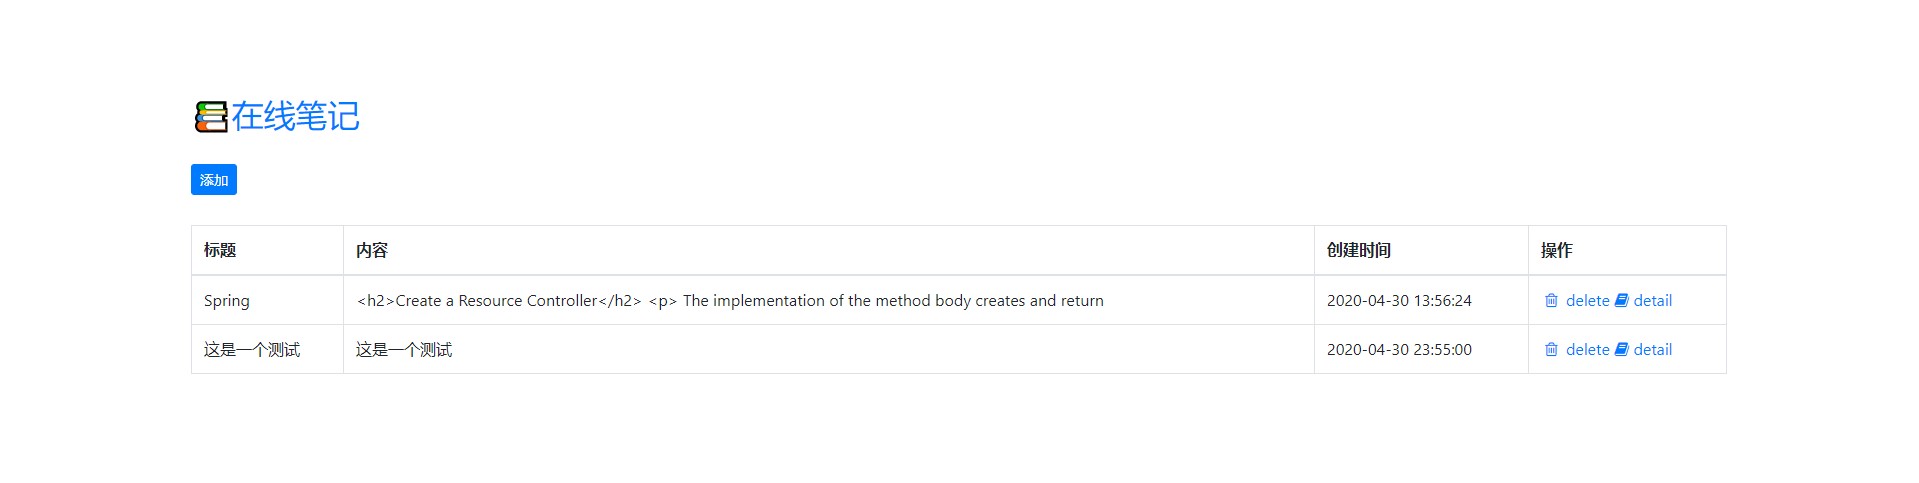 在线笔记
添加
标题 内容 创建时间 操作
Spring <h2>Create a Resource Controller</h2> <p> The implementation of the method body creates and return 2020-04-30 13:56:24 delete detail
这是一个测试 这是一个测试 2020-04-30 23:55:00 delete detail